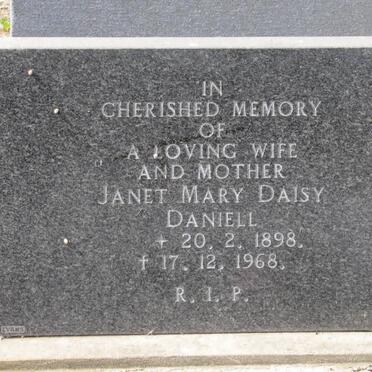 IN
CHERISHED MEMORY
OF
A LOVING WIFE
AND MOTHER
JANET MARY DAISY
DANIELL
+ 20. 2. 1898.
† 17. 12. 1968.
R. I. P.